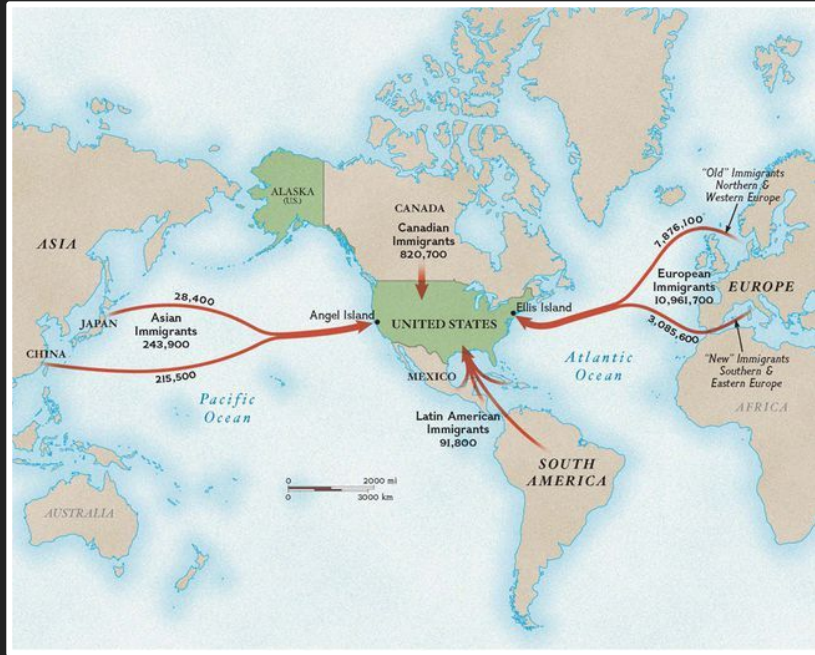 ALASKA
(U.S.)
CANADA
Canadian
Immigrants
820,700
"Old" Immigrants
Northern &
Western Europe
7,876,100
ASIA
European
Immigrants
10,961,700
EUROPE
28,400
JAPAN
Asian
Immigrants
243,900
Angel Island
UNITED STATES
Ellis Island
3,085,600
CHINA
215,500
MEXICO
Atlantic
Ocean
"New" Immigrants
Southern &
Eastern Europe
Pacific
Ocean
Latin American
Immigrants
91,800
AFRICA
SOUTH
AMERICA
0 2000 mi
0 3000 km
AUSTRALIA